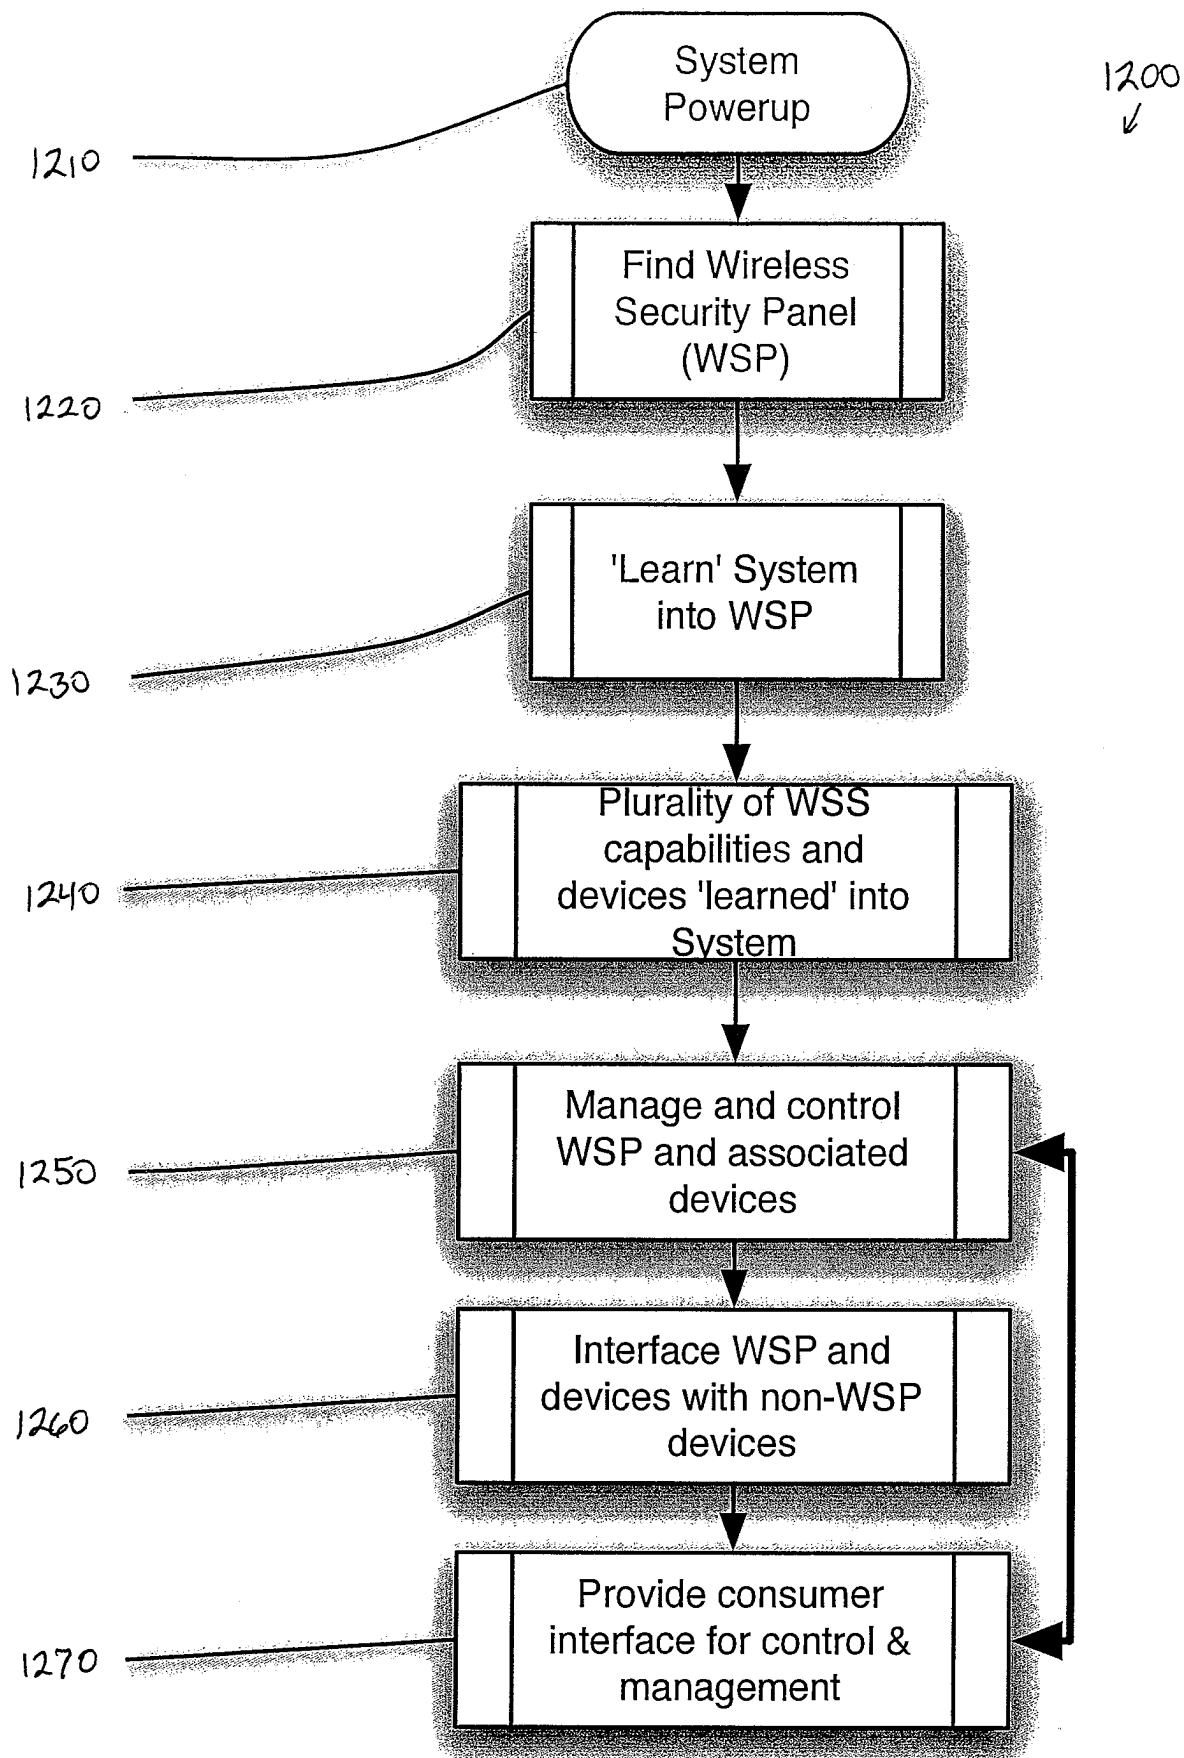 System
Powerup
1200
1210
Find Wireless
Security Panel
(WSP)
1220
'Learn' System
into WSP
1230
Plurality of WSS
capabilities and
devices 'learned' into
System
1240
Manage and control
WSP and associated
devices
1250
Interface WSP and
devices with non-WSP
devices
1260
Provide consumer
interface for control &
management
1270